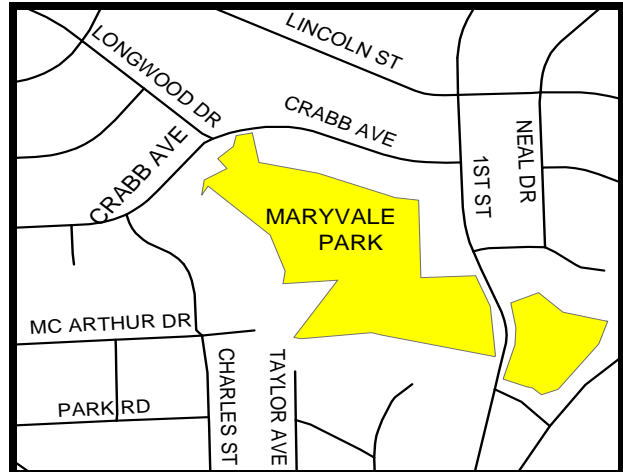 LINCOLN ST
LONGWOOD DR
CRABB AVE
CRABB AVE
1ST ST
NEAL DR
MARYVALE
PARK
MC ARTHUR DR
CHARLES ST
TAYLOR AVE
PARK RD